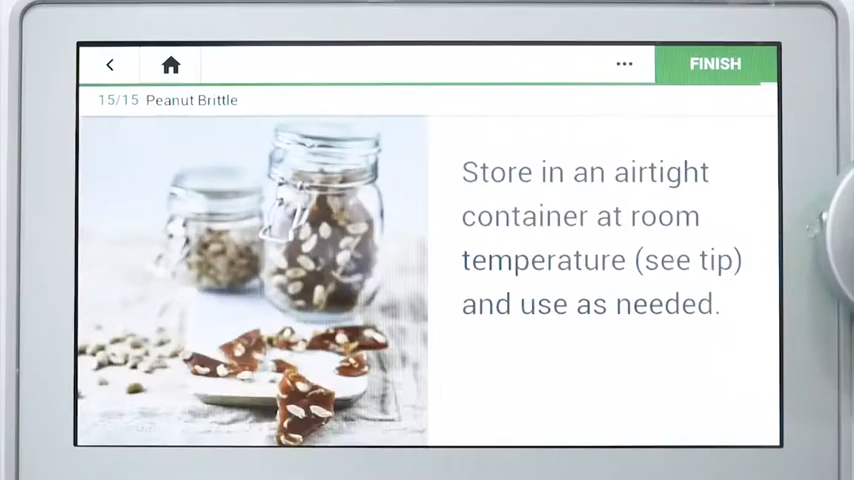 FINISH
15/15 Peanut Brittle
Store in an airtight
container at room
temperature (see tip)
and use as needed.